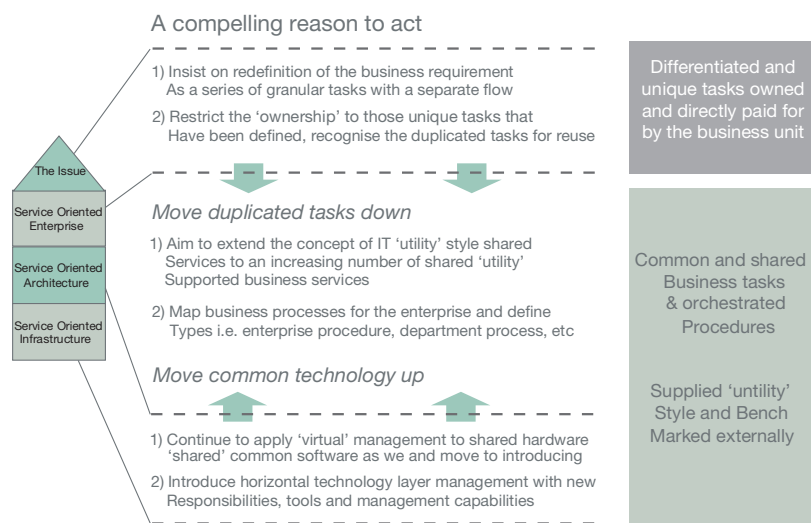 A compelling reason to act
1) Insist on redefinition of the business requirement
As a series of granular tasks with a separate flow
2) Restrict the ‘ownership’ to those unique tasks that
Have been defined, recognise the duplicated tasks for reuse
Differentiated and
unique tasks owned
and directly paid for
by the business unit
The Issue
Service Oriented
Enterprise
Service Oriented
Architecture
Service Oriented
Infrastructure
Move duplicated tasks down
1) Aim to extend the concept of IT ‘utility’ style shared
Services to an increasing number of shared ‘utility’
Supported business services
2) Map business processes for the enterprise and define
Types i.e. enterprise procedure, department process, etc
Move common technology up
1) Continue to apply ‘virtual’ management to shared hardware
‘shared’ common software as we and move to introducing
2) Introduce horizontal technology layer management with new
Responsibilities, tools and management capabilities
Common and shared
Business tasks
& orchestrated
Procedures
Supplied ‘untility’
Style and Bench
Marked externally